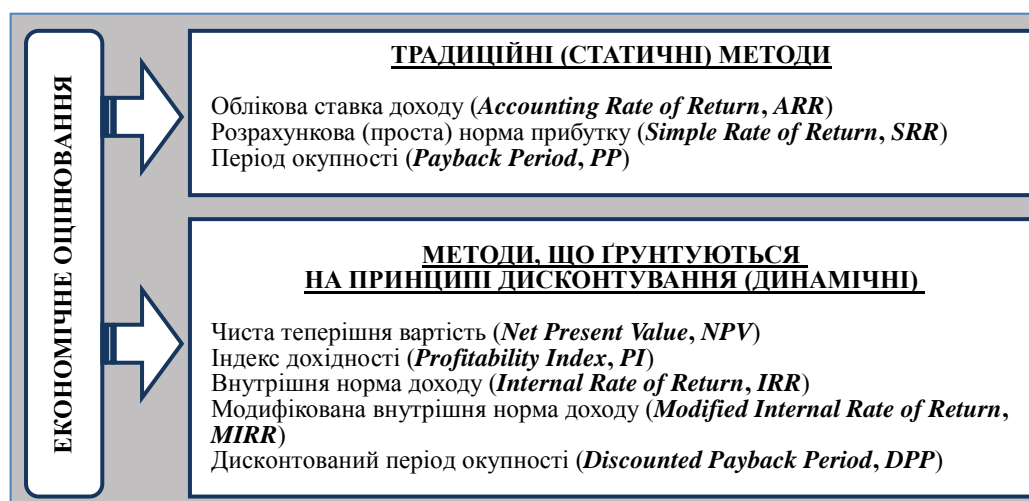 ЕКОНОМІЧНЕ ОЦІНЮВАННЯ
ТРАДИЦІЙНІ (СТАТИЧНІ) МЕТОДИ
Облікова ставка доходу (Accounting Rate of Return, ARR)
Розрахункова (проста) норма прибутку (Simple Rate of Return, SRR)
Період окупності (Payback Period, PP)
МЕТОДИ, ЩО ҐРУНТУЮТЬСЯ
НА ПРИНЦИПІ ДИСКОНТУВАННЯ (ДИНАМІЧНІ)
Чиста теперішня вартість (Net Present Value, NPV)
Індекс дохідності (Profitability Index, PI)
Внутрішня норма доходу (Internal Rate of Return, IRR)
Модифікована внутрішня норма доходу (Modified Internal Rate of Return,
MIRR)
Дисконтований період окупності (Discounted Payback Period, DPP)